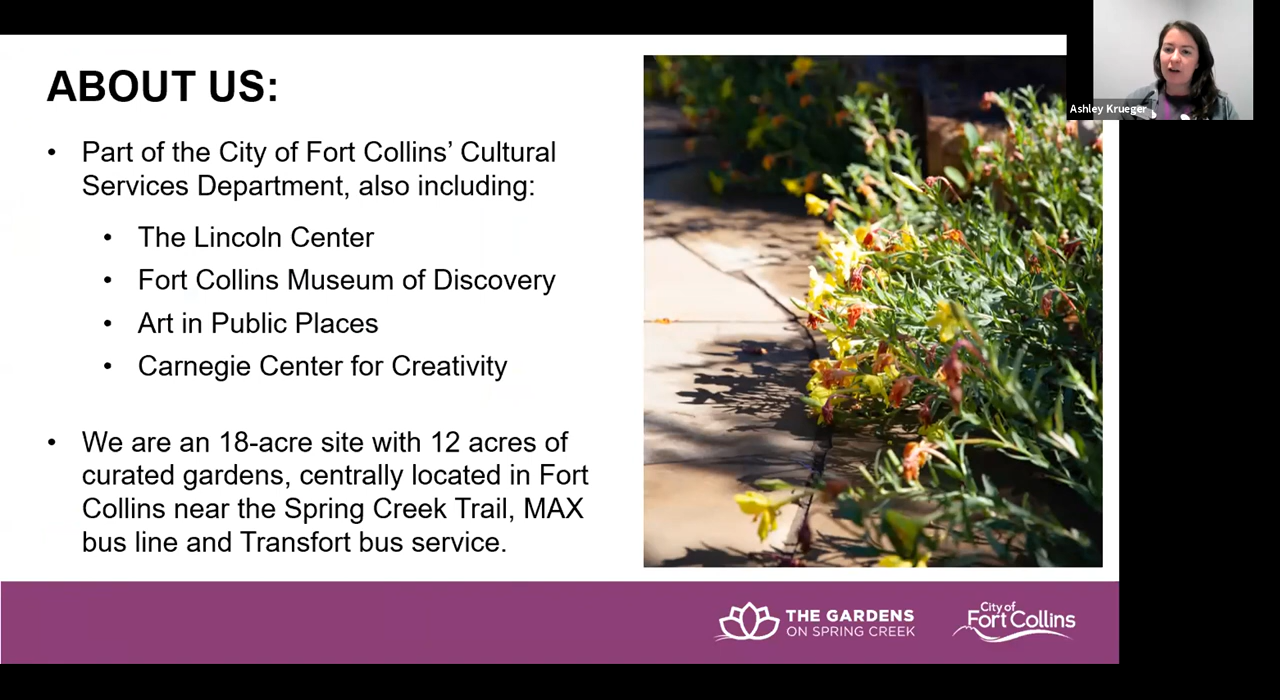 ABOUT US:
• Part of the City of Fort Collins’ Cultural
Services Department, also including:
• The Lincoln Center
• Fort Collins Museum of Discovery
• Art in Public Places
• Carnegie Center for Creativity
• We are an 18-acre site with 12 acres of
curated gardens, centrally located in Fort
Collins near the Spring Creek Trail, MAX
bus line and Transfort bus service.
Ashley Krueger
THE GARDENS
ON SPRING CREEK
City of
Fort Collins